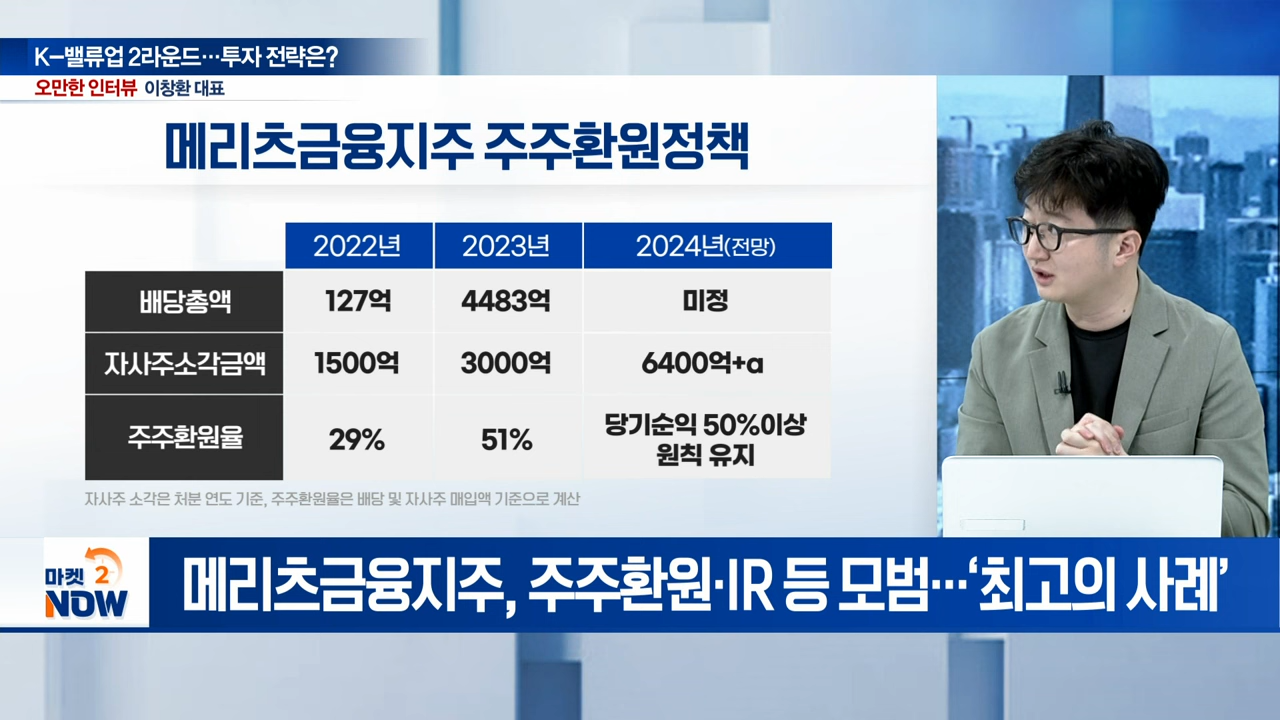 K-밸류업 2라운드…투자 전략은?
오만한 인터뷰 이창환 대표
메리츠금융지주 주주환원정책
2022년 2023년 2024년(전망)
배당총액 127억 4483억 미정
자사주소각금액 1500억 3000억 6400억+α
주주환원율 29% 51% 당기순익 50%이상
원칙 유지
자사주 소각은 처분 연도 기준, 주주환원율은 배당 및 자사주 매입액 기준으로 계산
마켓 2
NOW
메리츠금융지주, 주주환원·IR 등 모범…‘최고의 사례’